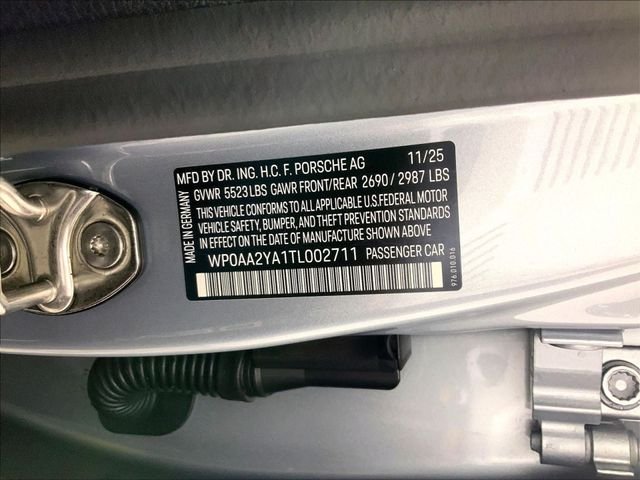 MADE IN GERMANY
MFD BY DR. ING. H.C. F. PORSCHE AG 11/25
GVWR 5523 LBS GAWR FRONT/REAR 2690 / 2987 LBS
THIS VEHICLE CONFORMS TO ALL APPLICABLE U.S.FEDERAL MOTOR
VEHICLE SAFETY, BUMPER, AND THEFT PREVENTION STANDARDS
IN EFFECT ON THE DATE OF MANUFACTURE SHOWN ABOVE
WP0AA2YA1TL002711 PASSENGER CAR
976.010.016